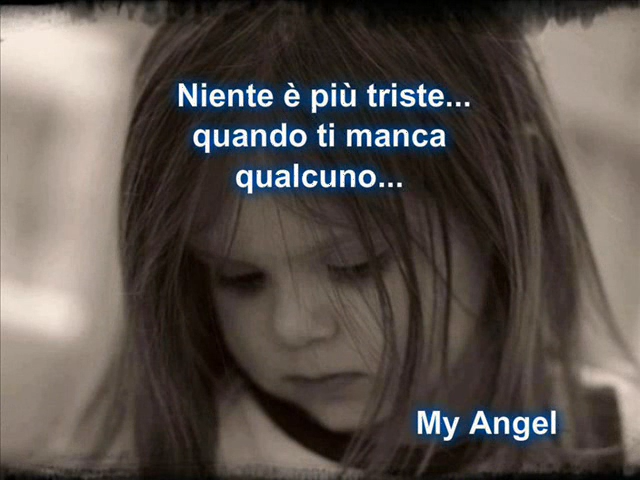 Niente è più triste...
quando ti manca
qualcuno...
My Angel